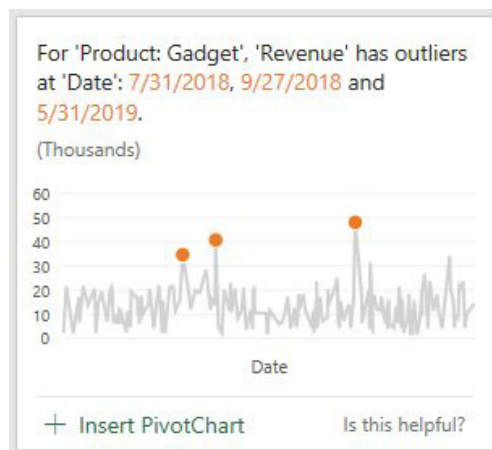 For 'Product: Gadget', 'Revenue' has outliers
at 'Date': 7/31/2018, 9/27/2018 and
5/31/2019.
(Thousands)
60
50
40
30
20
10
0
Date
+ Insert PivotChart Is this helpful?